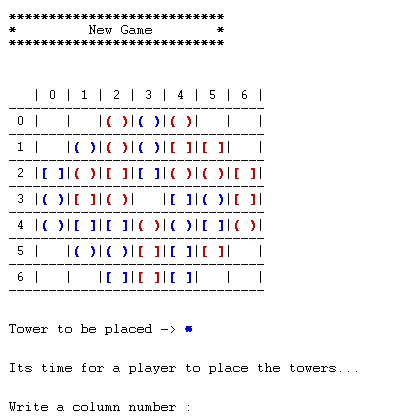 ***************************
*         New Game        *
***************************
   | 0 | 1 | 2 | 3 | 4 | 5 | 6 |
--------------------------------
 0 |   |   |( )|( )|( )|   |   |
--------------------------------
 1 |   |( )|( )|( )|[ ]|[ ]|   |
--------------------------------
 2 |[ ]|( )|[ ]|[ ]|( )|( )|[ ]|
--------------------------------
 3 |( )|[ ]|( )|   |[ ]|( )|[ ]|
--------------------------------
 4 |( )|[ ]|[ ]|( )|( )|[ ]|( )|
--------------------------------
 5 |   |( )|( )|[ ]|[ ]|[ ]|   |
--------------------------------
 6 |   |   |[ ]|[ ]|[ ]|   |   |
--------------------------------
Tower to be placed -> *
Its time for a player to place the towers...
Write a column number :